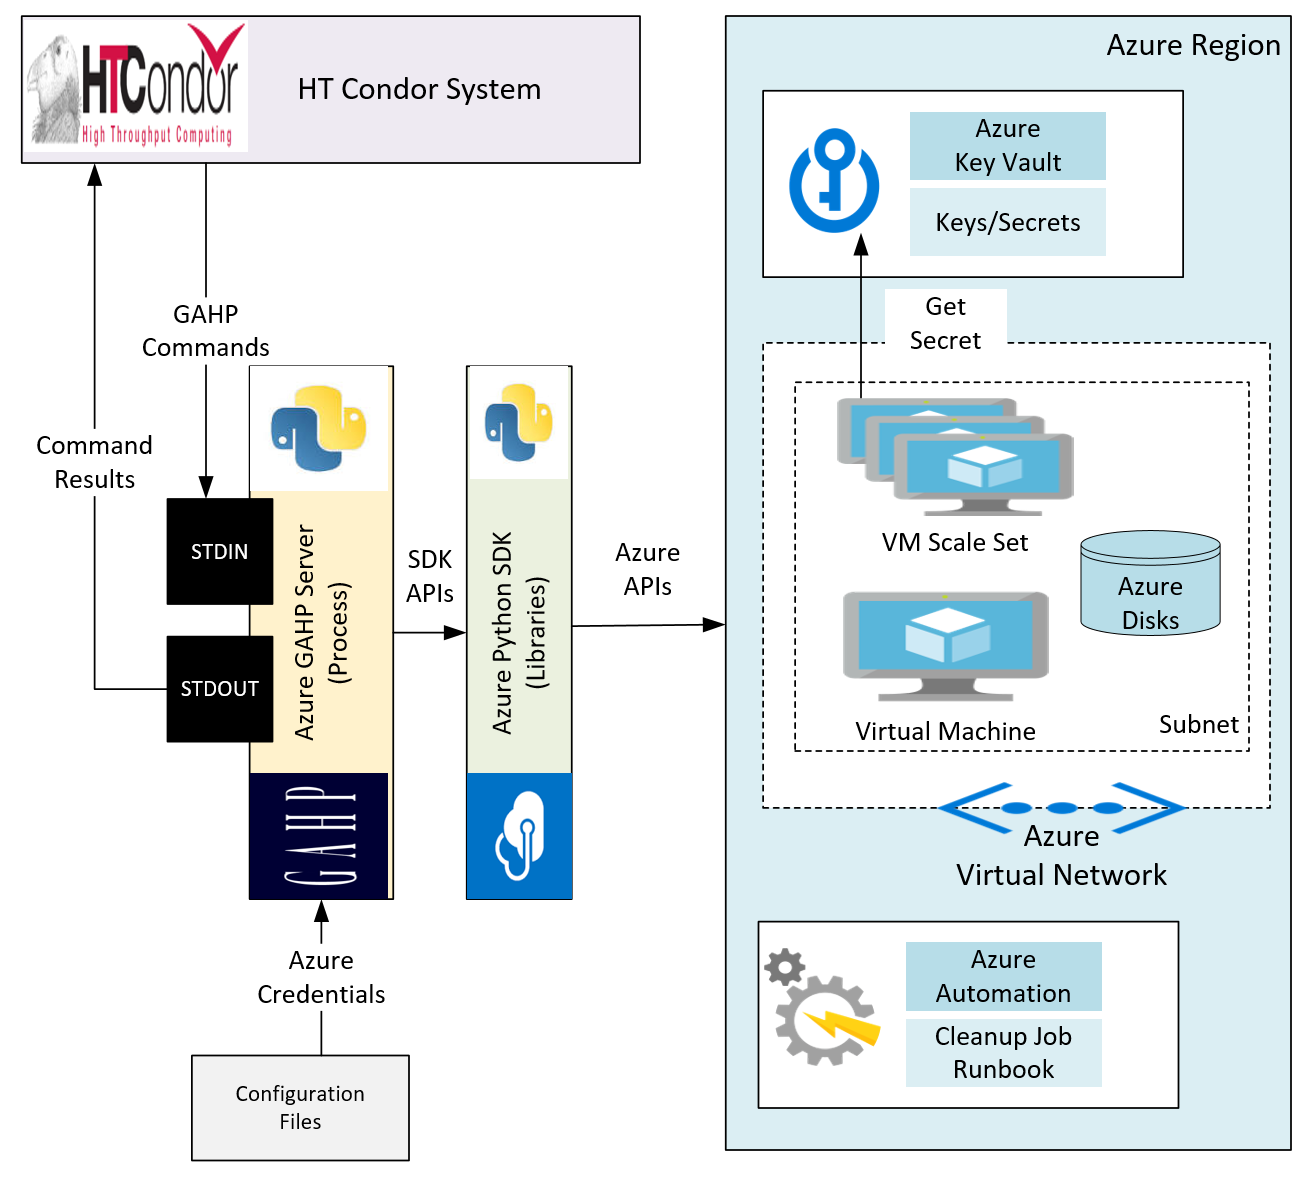 HTCondor
High Throughput Computing
HT Condor System
GAHP
Commands
Command
Results
STDIN
STDOUT
Azure GAHP Server
(Process)
GAHP
SDK
APIs
Azure Python SDK
(Libraries)
Azure
APIs
Azure
Credentials
Configuration
Files
Azure Region
Azure
Key Vault
Keys/Secrets
Get
Secret
VM Scale Set
Azure
Disks
Virtual Machine
Subnet
Azure
Virtual Network
Azure
Automation
Cleanup Job
Runbook